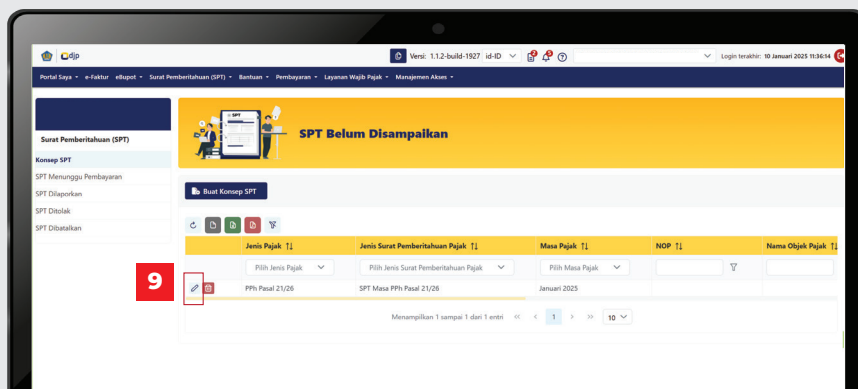 djp
Versi: 1.1.2-build-1927 id-ID
Login terakhir: 10 Januari 2025 11:36:14
Portal Saya e-Faktur eBupot Surat Pemberitahuan (SPT) Bantuan Pembayaran Layanan Wajib Pajak Manajemen Akses
SPT
SPT Belum Disampaikan
Surat Pemberitahuan (SPT)
Konsep SPT
SPT Menunggu Pembayaran
SPT Dilaporkan
SPT Ditolak
SPT Dibatalkan
Buat Konsep SPT
Jenis Pajak Jenis Surat Pemberitahuan Pajak Masa Pajak NOP Nama Objek Pajak
Pilih Jenis Pajak Pilih Jenis Surat Pemberitahuan Pajak Pilih Masa Pajak
9
PPh Pasal 21/26 SPT Masa PPh Pasal 21/26 Januari 2025
Menampilkan 1 sampai 1 dari 1 entri « ‹ 1 › » 10